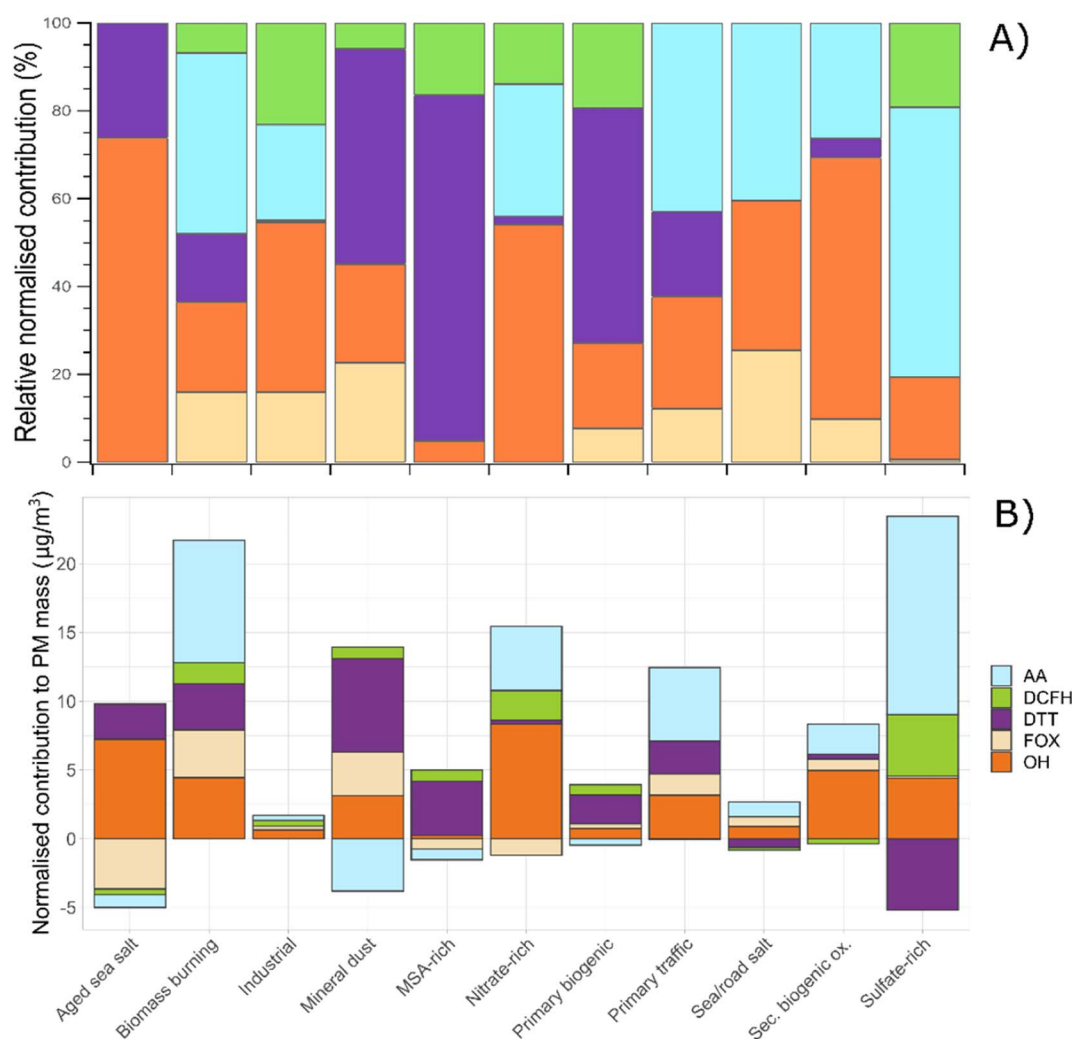 A)
Relative normalised contribution (%)
100
80
60
40
20
0
B)
Normalised contribution to PM mass (µg/m³)
20
15
10
5
0
-5
AA
DCFH
DTT
FOX
OH
Aged sea salt
Biomass burning
Industrial
Mineral dust
MSA-rich
Nitrate-rich
Primary biogenic
Primary traffic
Sea/road salt
Sec. biogenic ox.
Sulfate-rich